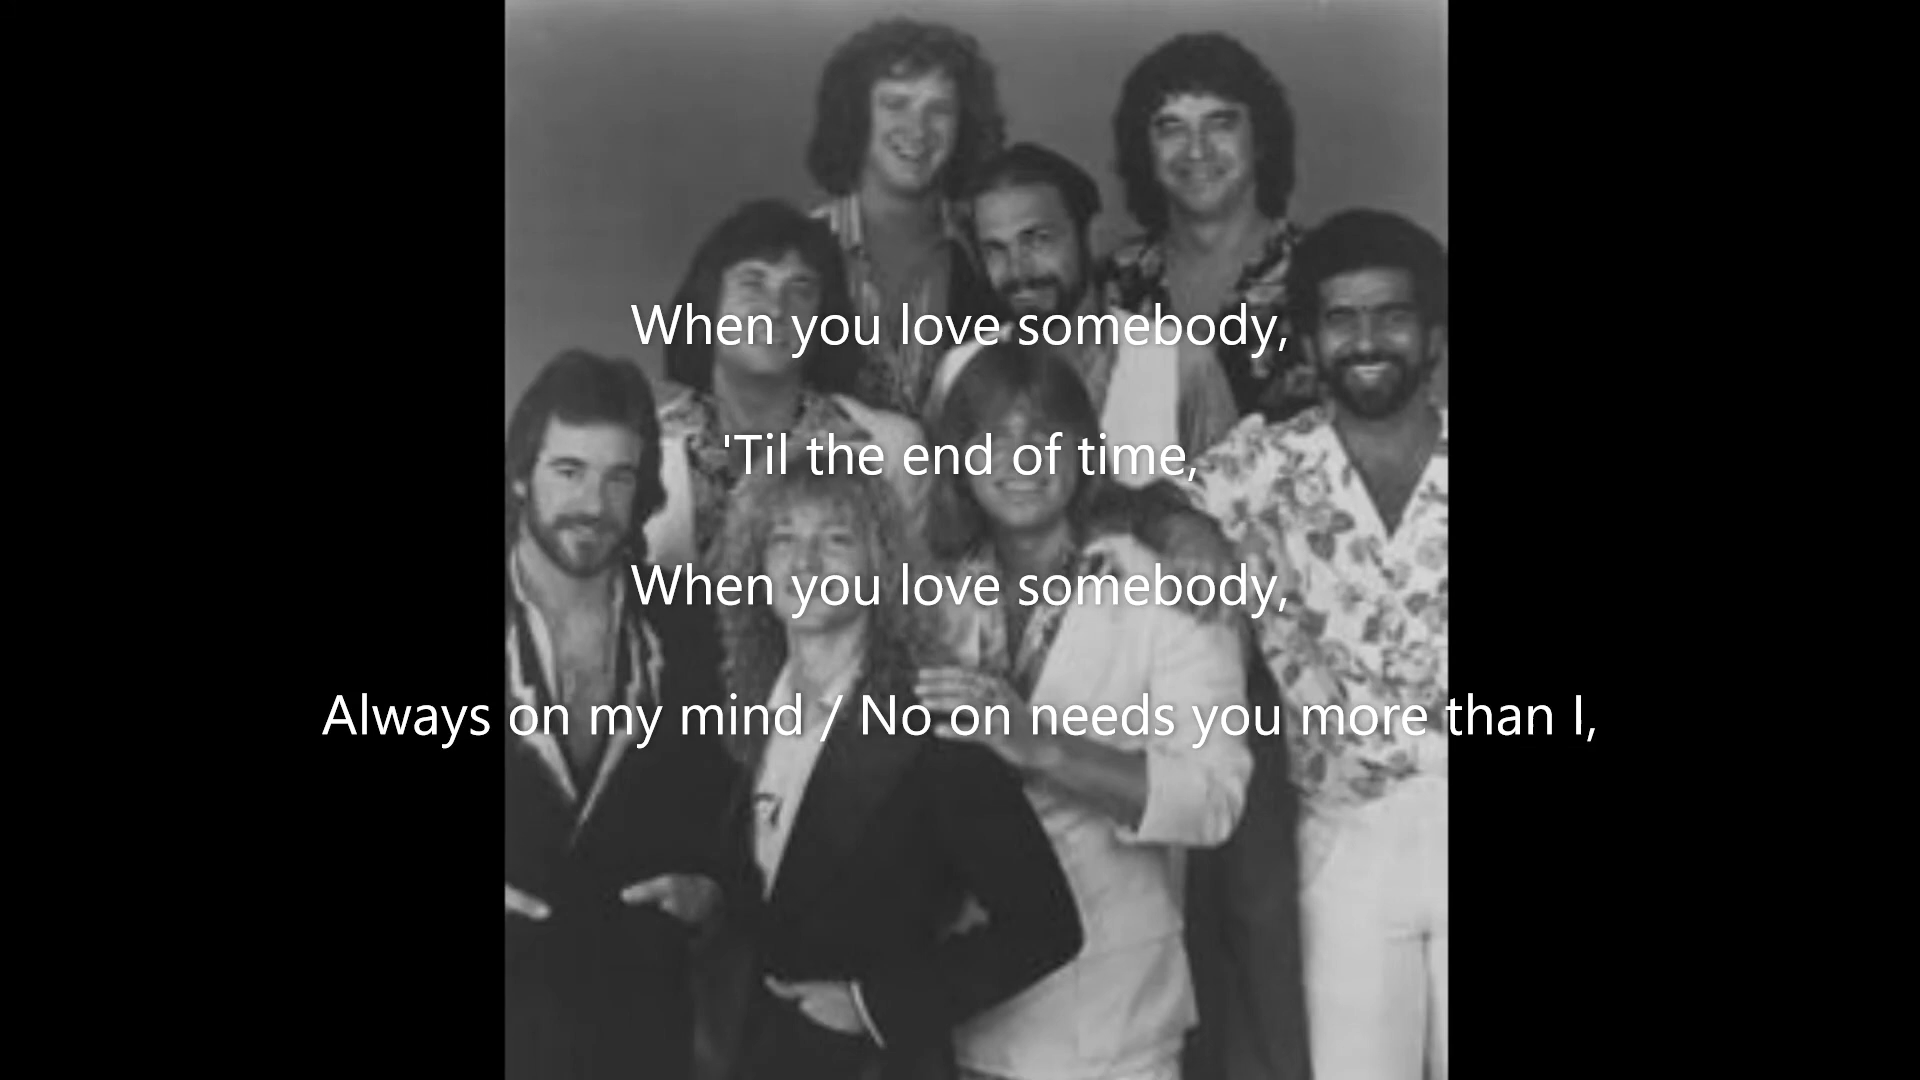 When you love somebody,
'Til the end of time,
When you love somebody,
Always on my mind / No on needs you more than I,